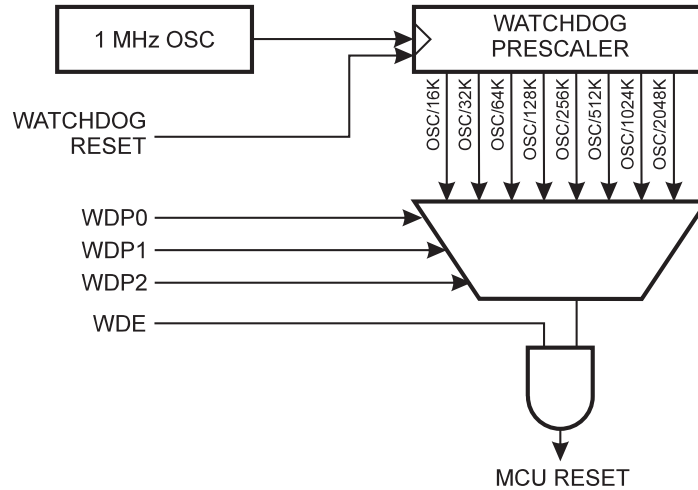 1 MHz OSC
WATCHDOG
PRESCALER
WATCHDOG
RESET
OSC/16K
OSC/32K
OSC/64K
OSC/128K
OSC/256K
OSC/512K
OSC/1024K
OSC/2048K
WDP0
WDP1
WDP2
WDE
MCU RESET